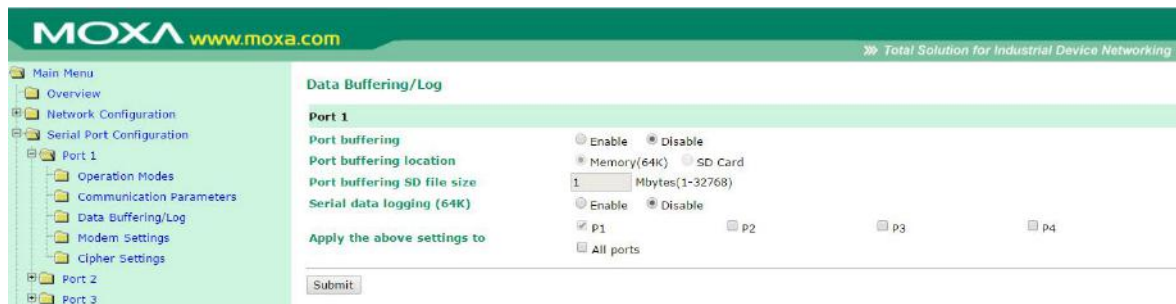 MOXA www.moxa.com
Total Solution for Industrial Device Networking
Main Menu
Overview
Network Configuration
Serial Port Configuration
Port 1
Operation Modes
Communication Parameters
Data Buffering/Log
Modem Settings
Cipher Settings
Port 2
Port 3
Data Buffering/Log
Port 1
Port buffering Enable Disable
Port buffering location Memory(64K) SD Card
Port buffering SD file size 1 Mbytes(1-32768)
Serial data logging (64K) Enable Disable
Apply the above settings to P1 P2 P3 P4
All ports
Submit